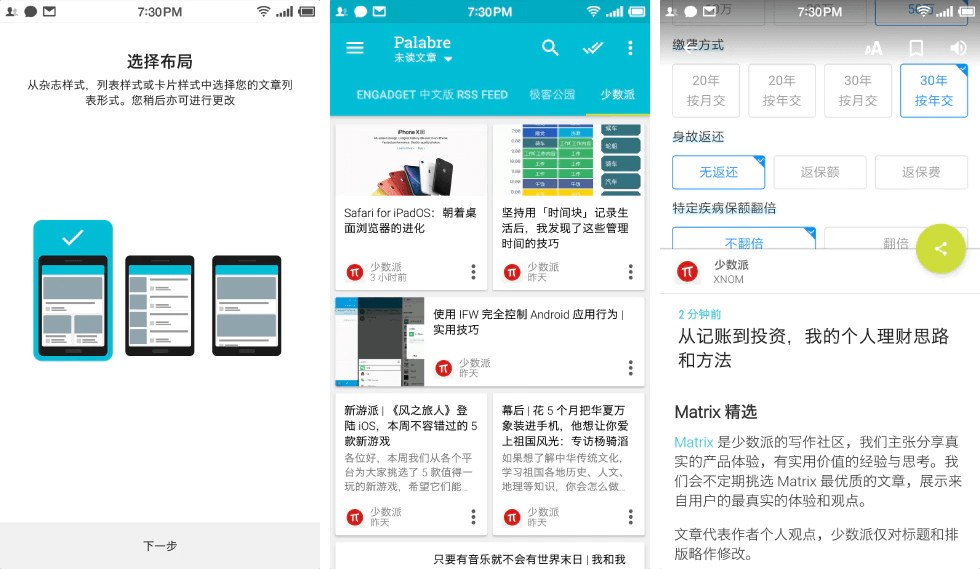 7:30PM
选择布局
从杂志样式，列表样式或卡片样式中选择您的文章列
表形式。您稍后亦可进行更改
下一步
7:30PM
Palabre
未读文章
ENGADGET 中文版 RSS FEED
极客公园
少数派
iPhone XR
Safari for iPadOS：朝着桌
面浏览器的进化
少数派
3 小时前
坚持用「时间块」记录生
活后，我发现了这些管理
时间的技巧
少数派
昨天
使用 IFW 完全控制 Android 应用行为 |
实用技巧
少数派
昨天
新游派 | 《风之旅人》登
陆 iOS，本周不容错过的 5
款新游戏
各位好，本周我们从各个平
台为大家挑选了 5 款值得一
玩的新游戏，希望它们能...
少数派
昨天
幕后 | 花 5 个月把华夏万
象装进手机，他想让你爱
上祖国风光：专访杨骑滔
如果想了解中华传统文化，
学习祖国各地历史、人文、
地理等知识，你会怎么做...
少数派
昨天
只要有音乐就不会有世界末日 | 我和我
7:30PM
缴费方式
20年
按月交
20年
按年交
30年
按月交
30年
按年交
身故返还
无返还
返保额
返保费
特定疾病保额翻倍
不翻倍
翻倍
少数派
XNOM
2 分钟前
从记账到投资，我的个人理财思路
和方法
Matrix 精选
Matrix 是少数派的写作社区，我们主张分享真
实的产品体验，有实用价值的经验与思考。我
们会不定期挑选 Matrix 最优质的文章，展示来
自用户的最真实的体验和观点。
文章代表作者个人观点，少数派仅对标题和排
版略作修改。